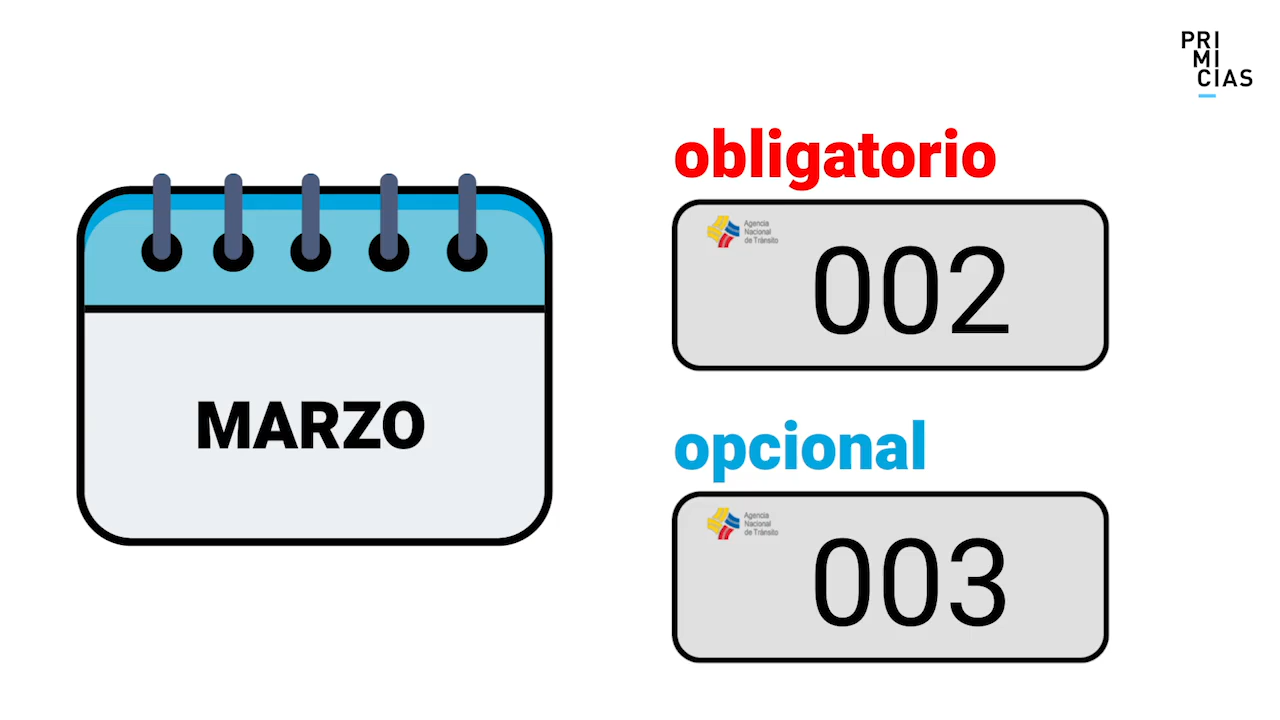 PRI
MI
CIAS
obligatorio
Agencia
Nacional
de Tránsito
002
MARZO
opcional
Agencia
Nacional
de Tránsito
003